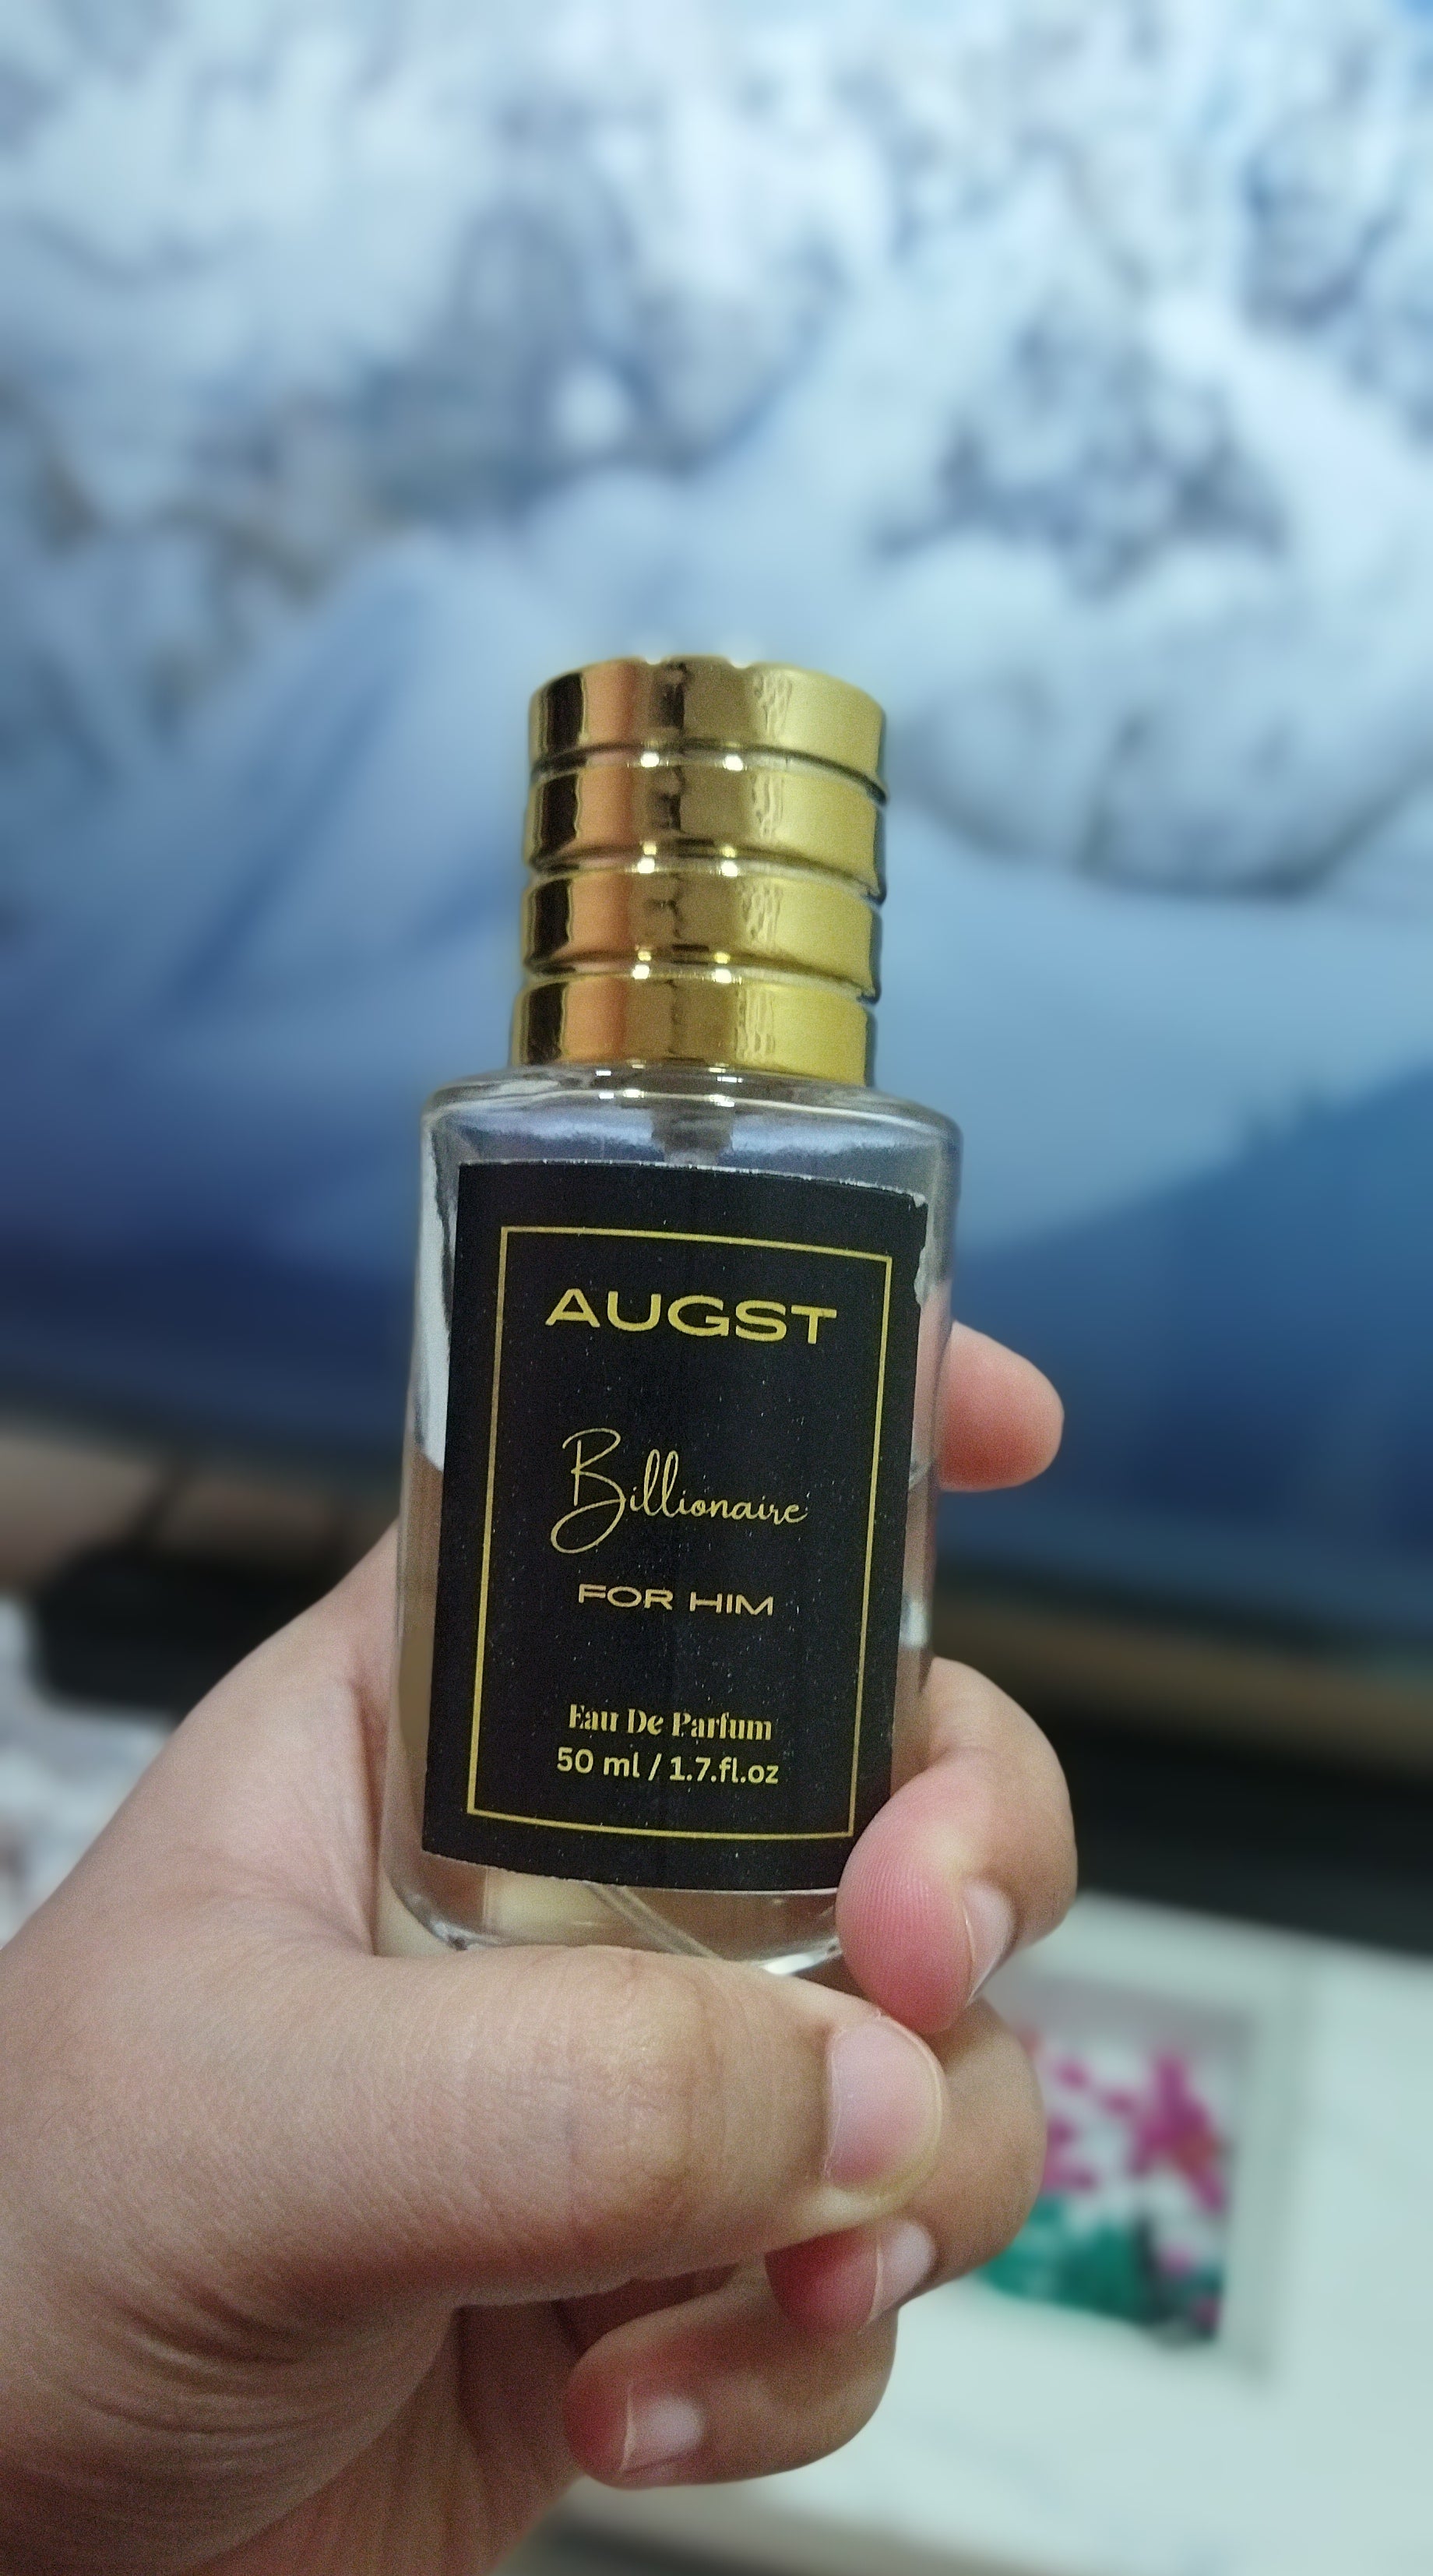 AUGST
Billionaire
FOR HIM
Eau De Parfum
50 ml / 1.7.fl.oz